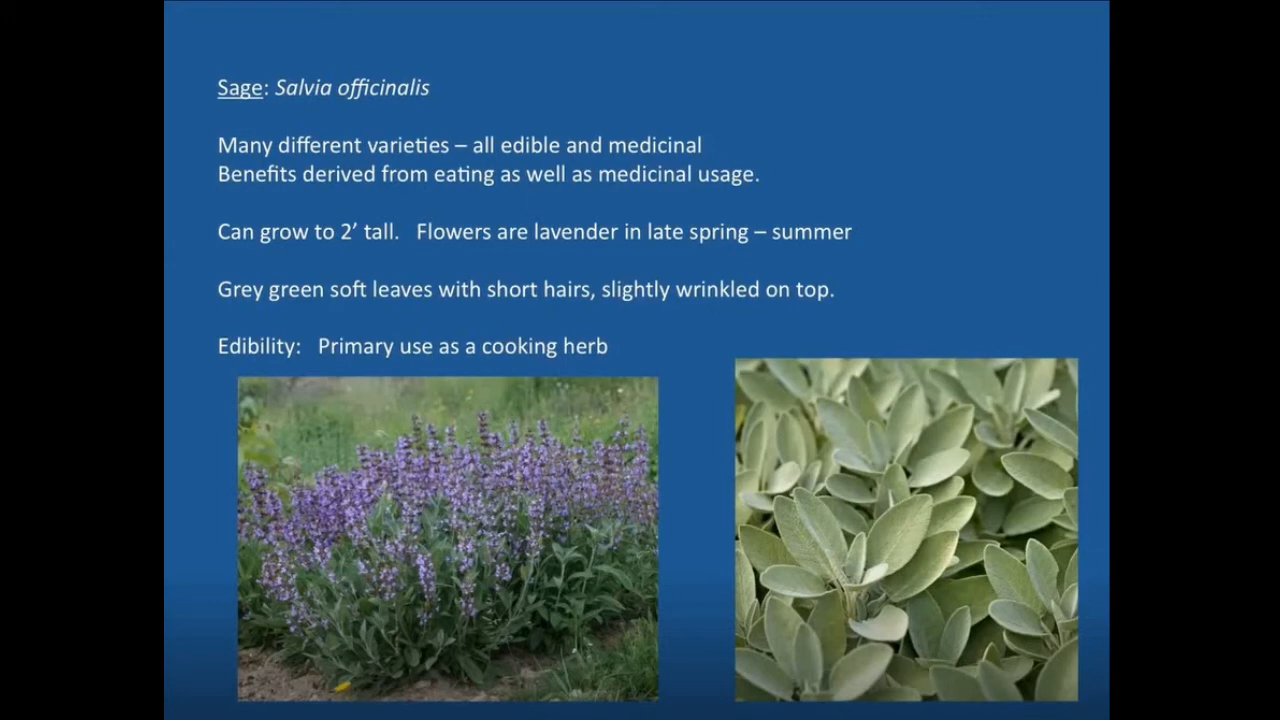 Sage: Salvia officinalis
Many different varieties – all edible and medicinal
Benefits derived from eating as well as medicinal usage.
Can grow to 2’ tall.   Flowers are lavender in late spring – summer
Grey green soft leaves with short hairs, slightly wrinkled on top.
Edibility:   Primary use as a cooking herb